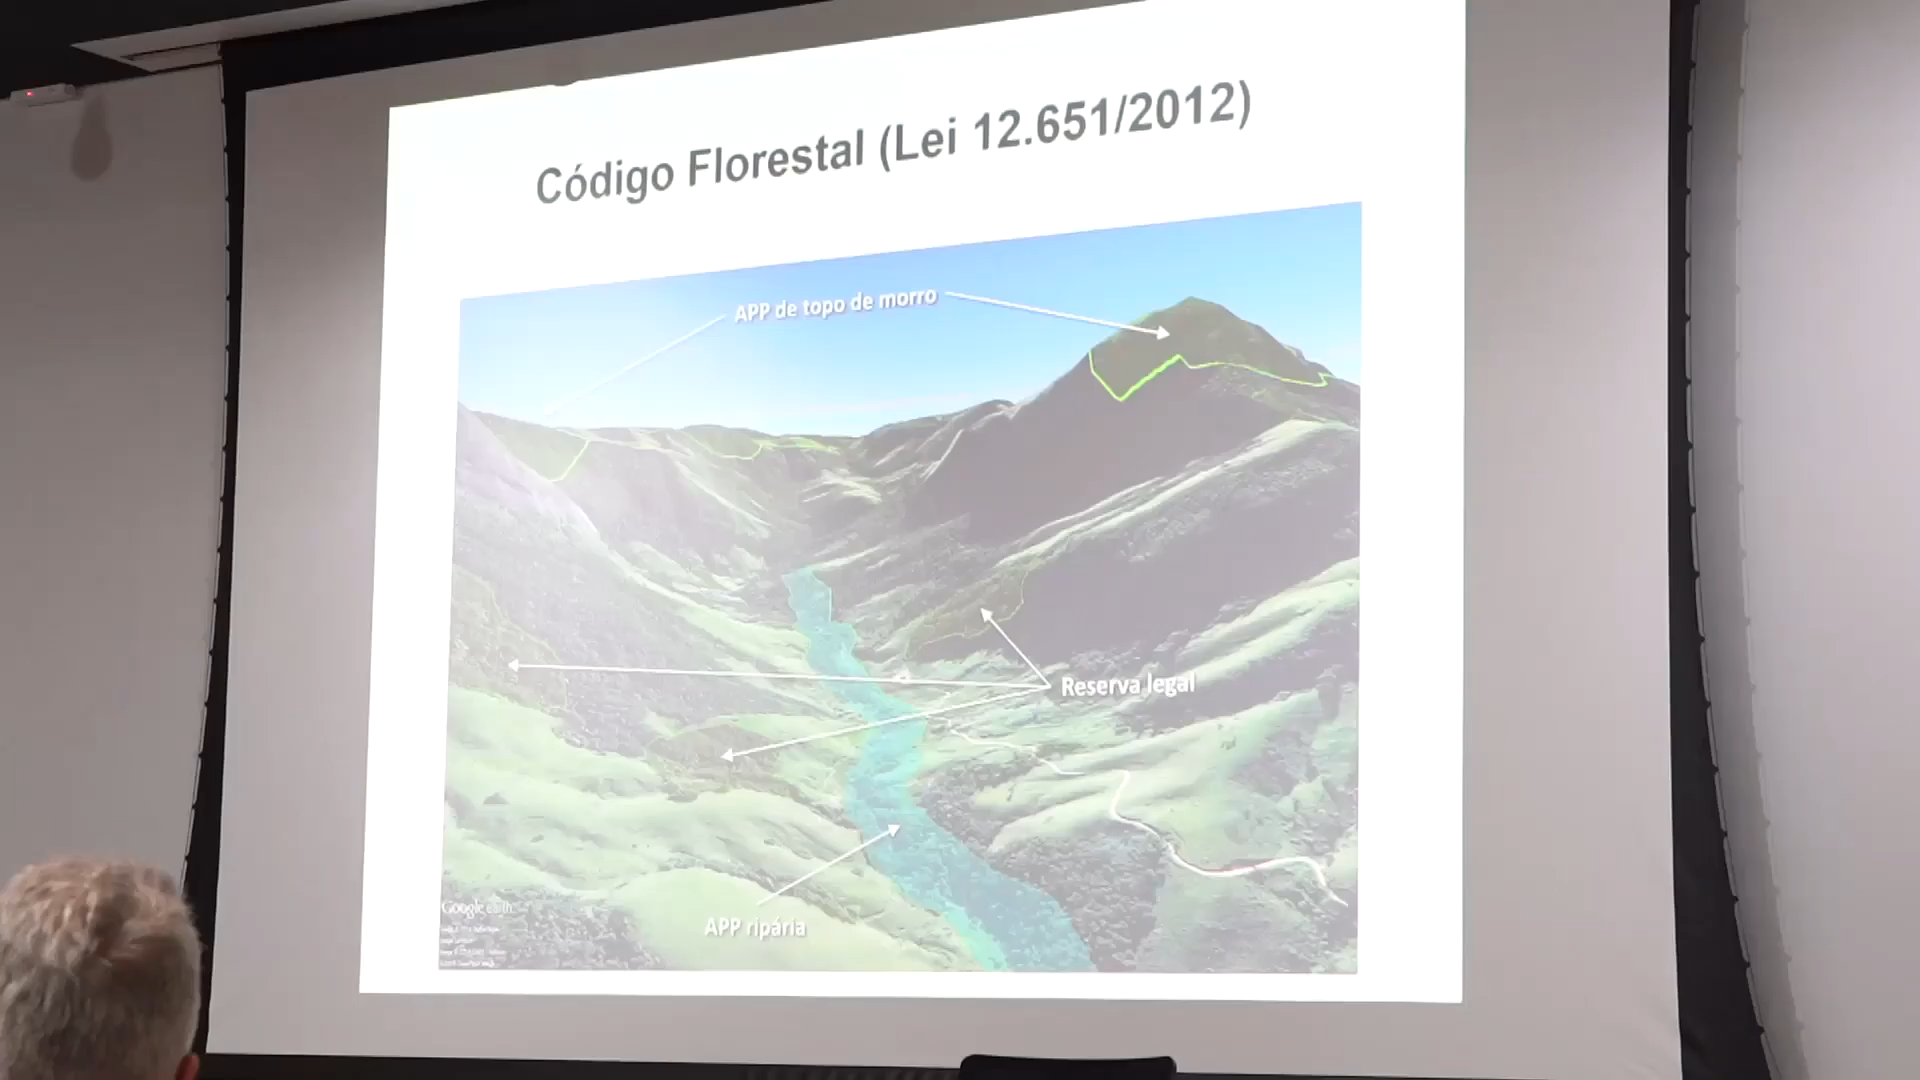 Código Florestal (Lei 12.651/2012)
APP de topo de morro
Reserva legal
APP ripária
Google earth